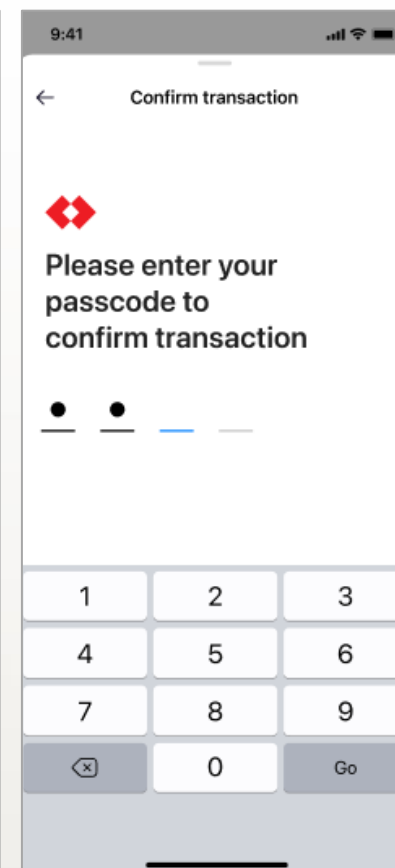 9:41
Confirm transaction
Please enter your
passcode to
confirm transaction
1 2 3
4 5 6
7 8 9
0 Go